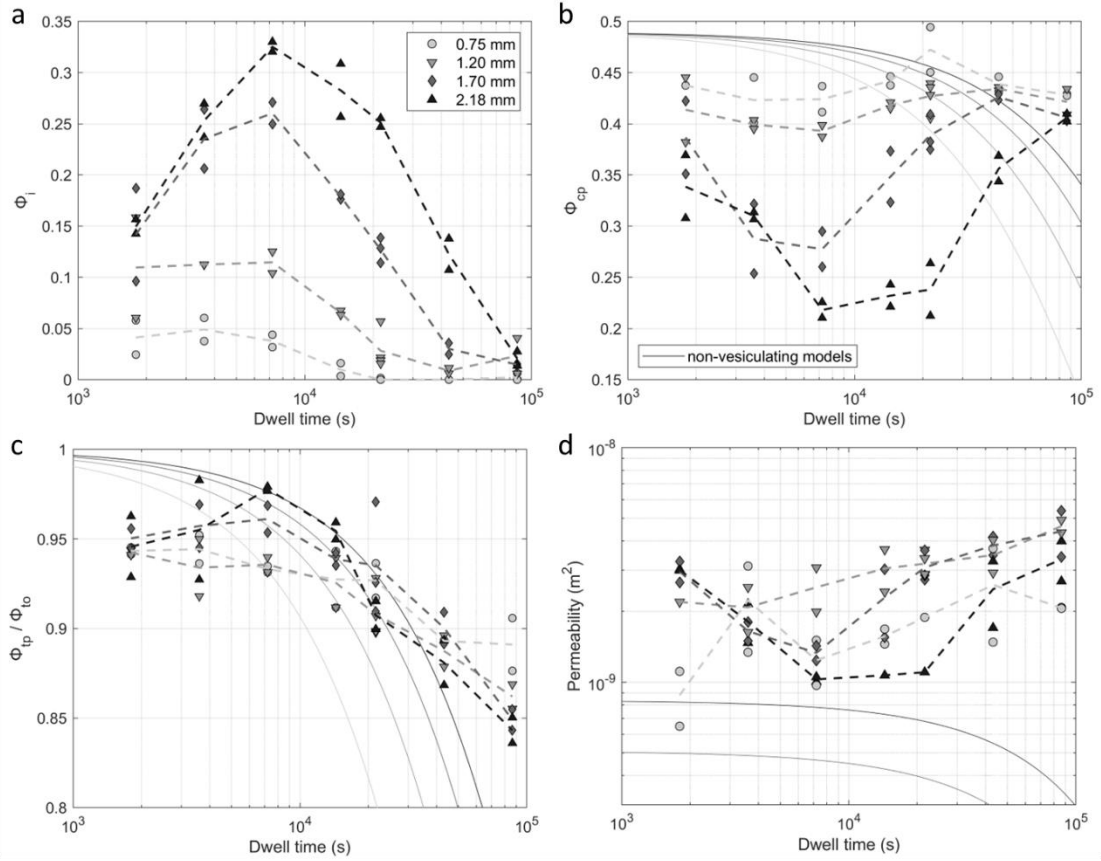 a
0.35
0.3
0.25
0.2
0.15
0.1
0.05
0
Φi
0.75 mm
1.20 mm
1.70 mm
2.18 mm
10³ 10⁴ 10⁵
Dwell time (s)
b
0.5
0.45
0.4
0.35
0.3
0.25
0.2
0.15
Φcp
non-vesiculating models
10³ 10⁴ 10⁵
Dwell time (s)
c
1
0.95
0.9
0.85
0.8
Φtp / Φto
10³ 10⁴ 10⁵
Dwell time (s)
d
10⁻⁸
10⁻⁹
Permeability (m²)
10³ 10⁴ 10⁵
Dwell time (s)